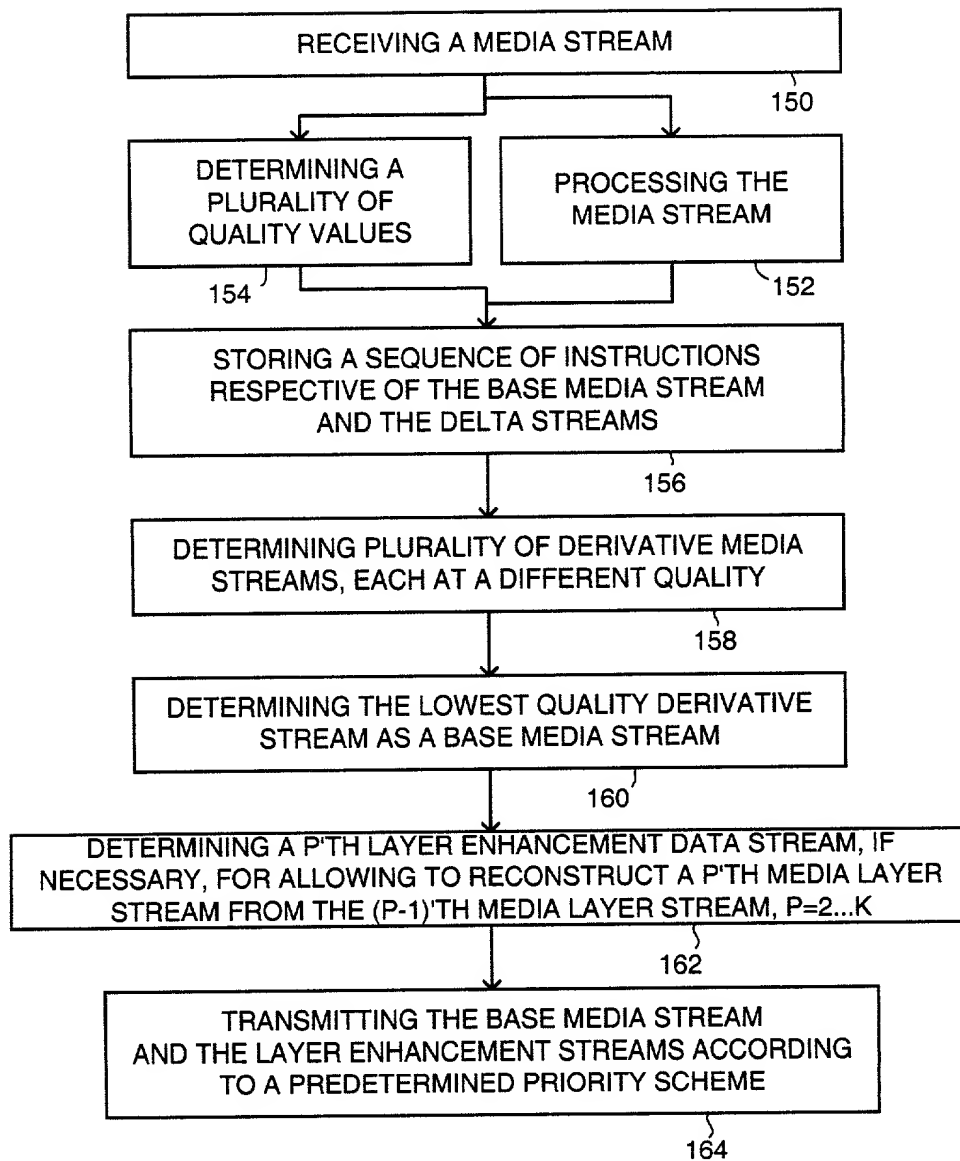 RECEIVING A MEDIA STREAM
150
DETERMINING A
PLURALITY OF
QUALITY VALUES
154
PROCESSING THE
MEDIA STREAM
152
STORING A SEQUENCE OF INSTRUCTIONS
RESPECTIVE OF THE BASE MEDIA STREAM
AND THE DELTA STREAMS
156
DETERMINING PLURALITY OF DERIVATIVE MEDIA
STREAMS, EACH AT A DIFFERENT QUALITY
158
DETERMINING THE LOWEST QUALITY DERIVATIVE
STREAM AS A BASE MEDIA STREAM
160
DETERMINING A P'TH LAYER ENHANCEMENT DATA STREAM, IF
NECESSARY, FOR ALLOWING TO RECONSTRUCT A P'TH MEDIA LAYER
STREAM FROM THE (P-1)'TH MEDIA LAYER STREAM, P=2...K
162
TRANSMITTING THE BASE MEDIA STREAM
AND THE LAYER ENHANCEMENT STREAMS ACCORDING
TO A PREDETERMINED PRIORITY SCHEME
164